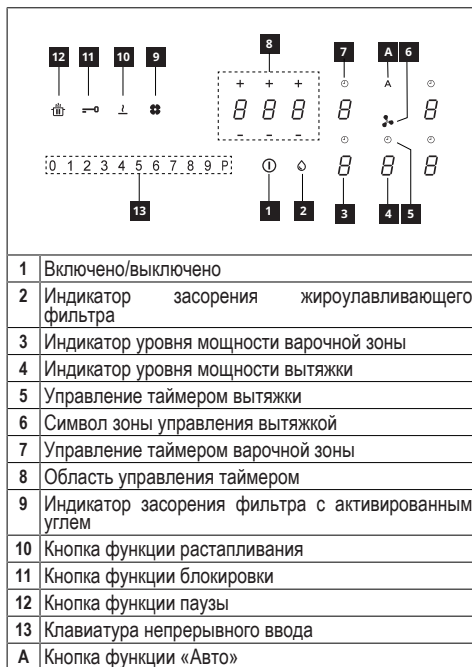 8 7 A 6
12 11 10 9
+ + +
A
8 8 8 8 8
- - -
0 1 2 3 4 5 6 7 8 9 P
8 8 8
13 1 2 3 4 5
1 Включено/выключено
2 Индикатор засорения жироулавливающего
фильтра
3 Индикатор уровня мощности варочной зоны
4 Индикатор уровня мощности вытяжки
5 Управление таймером вытяжки
6 Символ зоны управления вытяжкой
7 Управление таймером варочной зоны
8 Область управления таймером
9 Индикатор засорения фильтра с активированным
углем
10 Кнопка функции растапливания
11 Кнопка функции блокировки
12 Кнопка функции паузы
13 Клавиатура непрерывного ввода
A Кнопка функции «Авто»